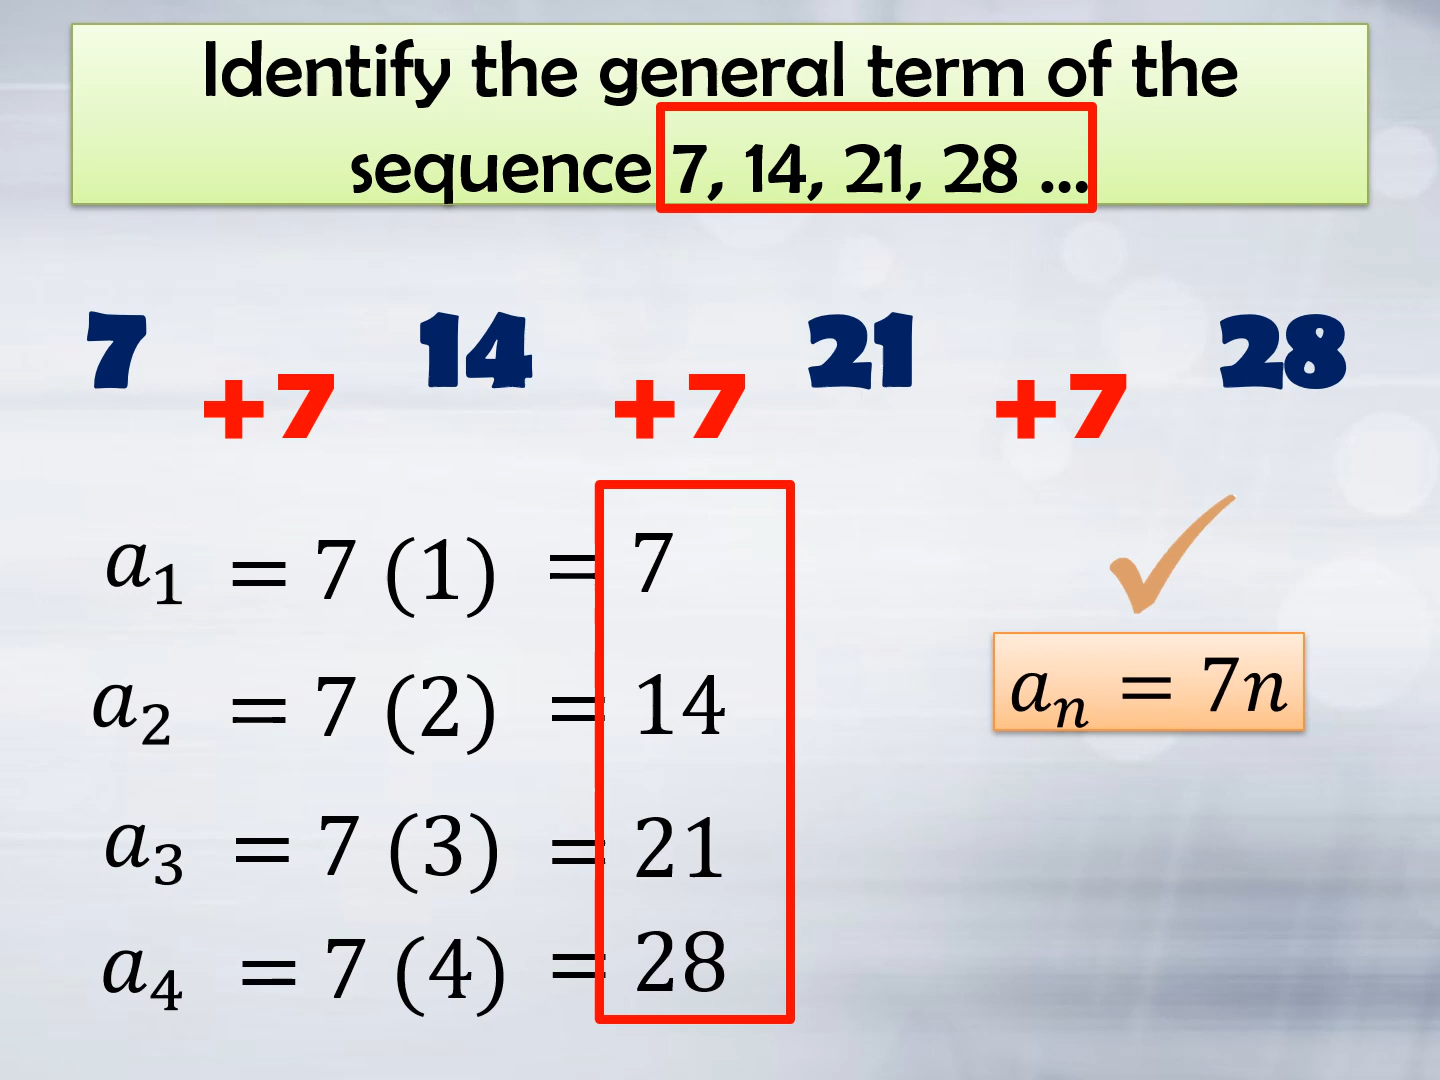 Identify the general term of the
sequence 7, 14, 21, 28 ...
7 +7 14 +7 21 +7 28
a₁ = 7 (1) = 7
a₂ = 7 (2) = 14
aₙ = 7n
a₃ = 7 (3) = 21
a₄ = 7 (4) = 28